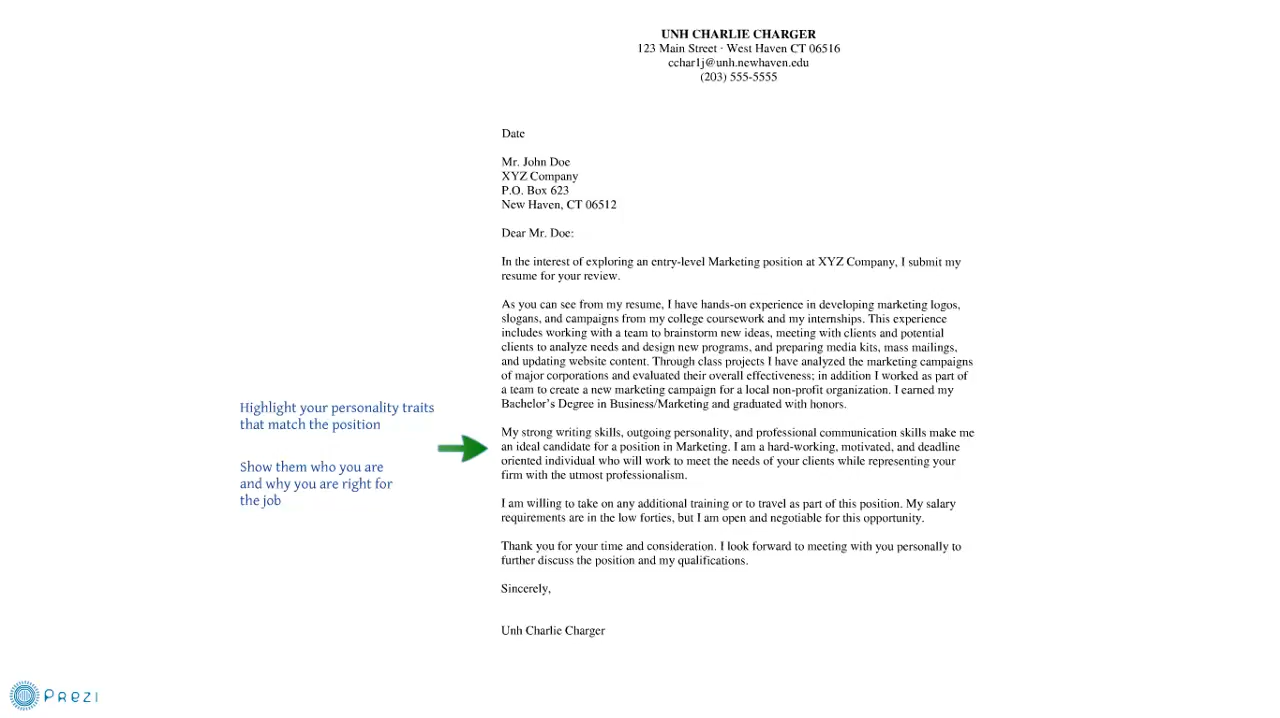 UNH CHARLIE CHARGER
123 Main Street · West Haven CT 06516
cchar1j@unh.newhaven.edu
(203) 555-5555
Date
Mr. John Doe
XYZ Company
P.O. Box 623
New Haven, CT 06512
Dear Mr. Doe:
In the interest of exploring an entry-level Marketing position at XYZ Company, I submit my
resume for your review.
As you can see from my resume, I have hands-on experience in developing marketing logos,
slogans, and campaigns from my college coursework and my internships. This experience
includes working with a team to brainstorm new ideas, meeting with clients and potential
clients to analyze needs and design new programs, and preparing media kits, mass mailings,
and updating website content. Through class projects I have analyzed the marketing campaigns
of major corporations and evaluated their overall effectiveness; in addition I worked as part of
a team to create a new marketing campaign for a local non-profit organization. I earned my
Bachelor's Degree in Business/Marketing and graduated with honors.
Highlight your personality traits
that match the position
Show them who you are
and why you are right for
the job
My strong writing skills, outgoing personality, and professional communication skills make me
an ideal candidate for a position in Marketing. I am a hard-working, motivated, and deadline
oriented individual who will work to meet the needs of your clients while representing your
firm with the utmost professionalism.
I am willing to take on any additional training or to travel as part of this position. My salary
requirements are in the low forties, but I am open and negotiable for this opportunity.
Thank you for your time and consideration. I look forward to meeting with you personally to
further discuss the position and my qualifications.
Sincerely,
Unh Charlie Charger
Prezi